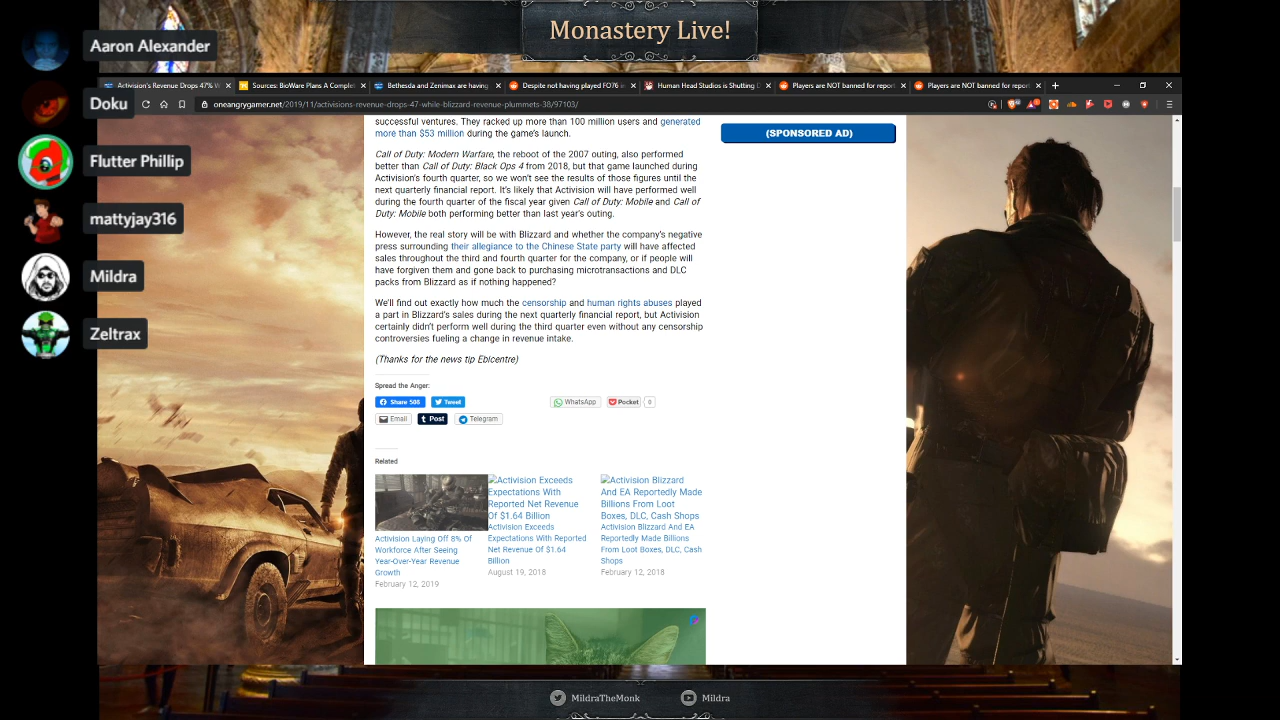 Monastery Live!
Aaron Alexander
Doku
Flutter Phillip
mattyjay316
Mildra
Zeltrax
Activision's Revenue Drops 47% W
Sources: BioWare Plans A Comple
Bethesda and Zenimax are having
Despite not having played FO76 in
Human Head Studios is Shutting D
Players are NOT banned for report
Players are NOT banned for report
oneangrygamer.net/2019/11/activisions-revenue-drops-47-while-blizzard-revenue-plummets-38/97103/
successful ventures. They racked up more than 100 million users and generated
more than $53 million during the game's launch.
(SPONSORED AD)
Call of Duty: Modern Warfare, the reboot of the 2007 outing, also performed
better than Call of Duty: Black Ops 4 from 2018, but that game launched during
Activision's fourth quarter, so we won't see the results of those figures until the
next quarterly financial report. It's likely that Activision will have performed well
during the fourth quarter of the fiscal year given Call of Duty: Mobile and Call of
Duty: Mobile both performing better than last year's outing.
However, the real story will be with Blizzard and whether the company's negative
press surrounding their allegiance to the Chinese State party will have affected
sales throughout the third and fourth quarter for the company, or if people will
have forgiven them and gone back to purchasing microtransactions and DLC
packs from Blizzard as if nothing happened?
We'll find out exactly how much the censorship and human rights abuses played
a part in Blizzard's sales during the next quarterly financial report, but Activision
certainly didn't perform well during the third quarter even without any censorship
controversies fueling a change in revenue intake.
(Thanks for the news tip Ebicentre)
Spread the Anger:
Share 506
Tweet
WhatsApp
Pocket
0
Email
Post
Telegram
Related
Activision Laying Off 8% Of
Workforce After Seeing
Year-Over-Year Revenue
Growth
February 12, 2019
Activision Exceeds
Expectations With
Reported Net Revenue
Of $1.64 Billion
Activision Exceeds
Expectations With Reported
Net Revenue Of $1.64
Billion
August 19, 2018
Activision Blizzard
And EA Reportedly Made
Billions From Loot
Boxes, DLC, Cash Shops
Activision Blizzard And EA
Reportedly Made Billions
From Loot Boxes, DLC, Cash
Shops
February 12, 2018
MildraTheMonk
Mildra